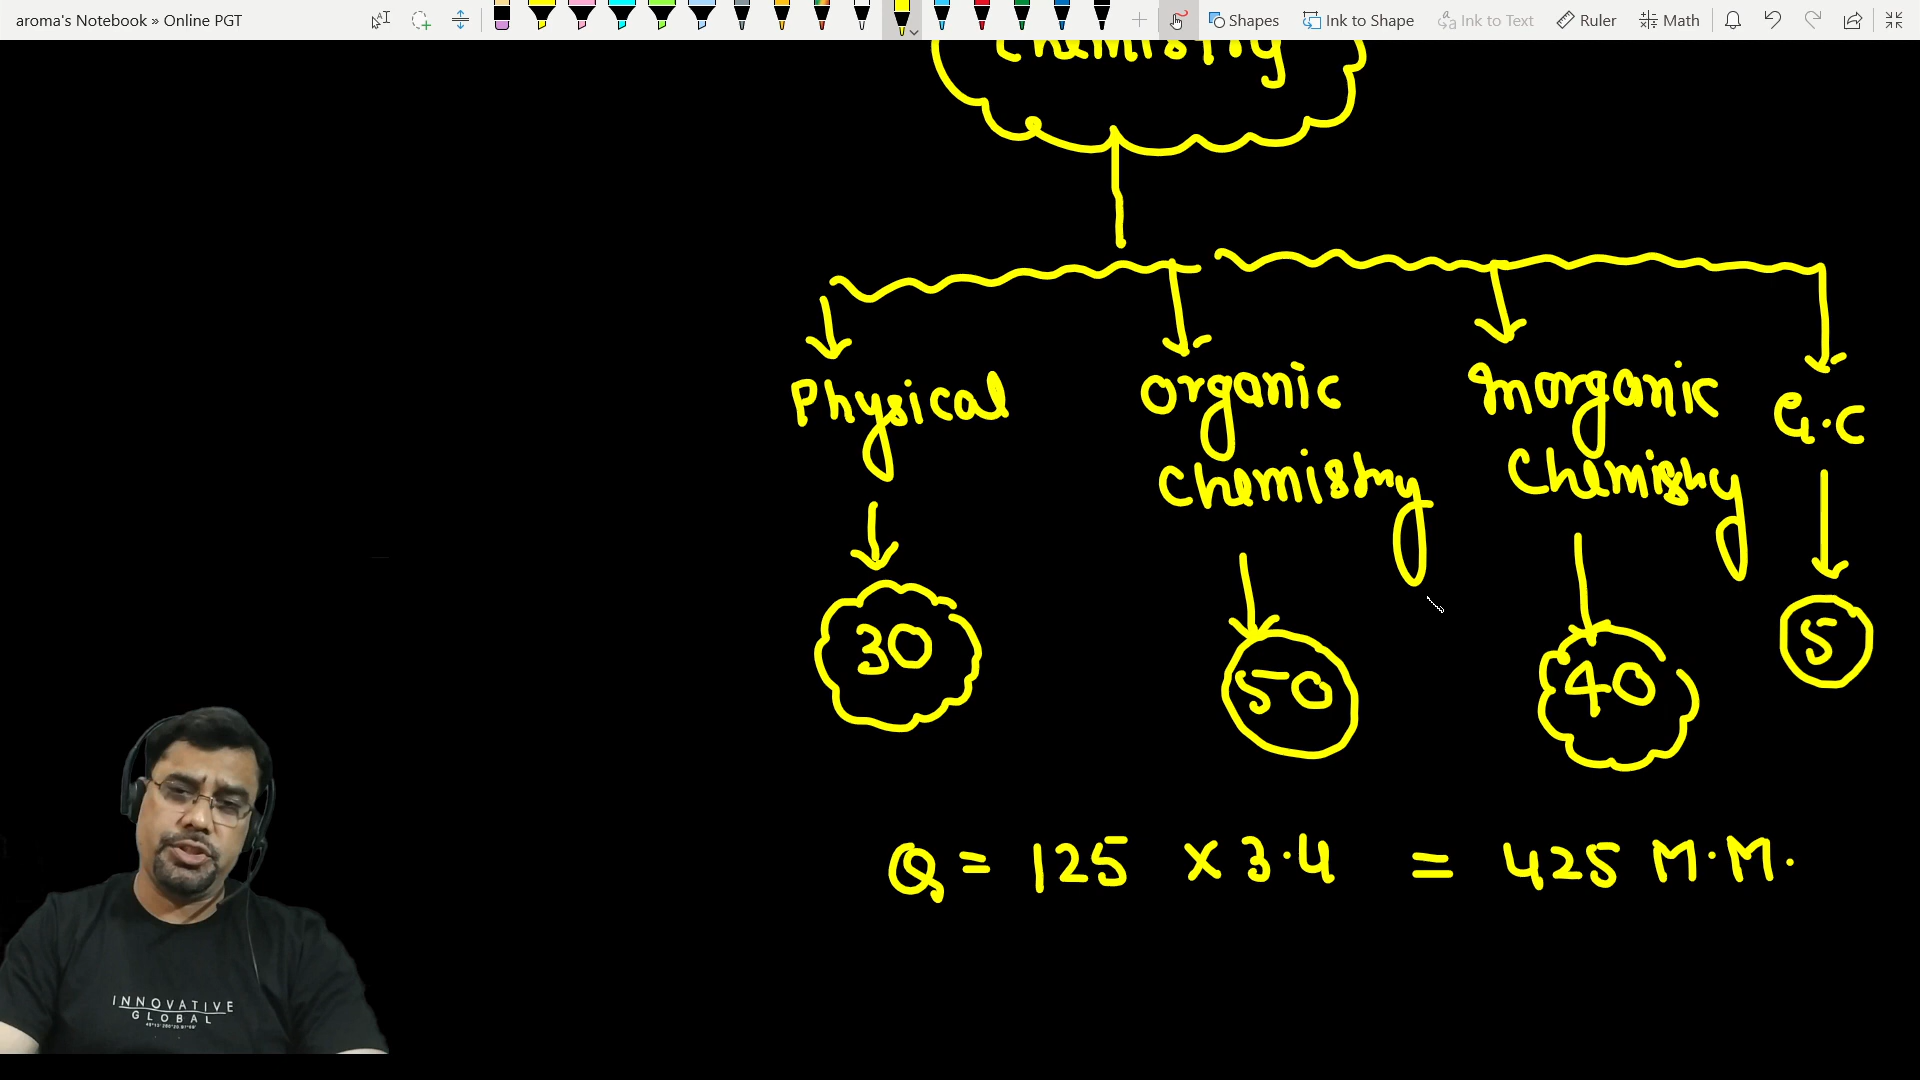 aroma's Notebook » Online PGT
Shapes
Ink to Shape
Ink to Text
Ruler
Math
Chemistry
Physical
Organic
Chemistry
Inorganic
Chemistry
G.C
30
50
40
5
Q = 125 × 3.4 = 425 M.M.
INNOVATIVE
GLOBAL